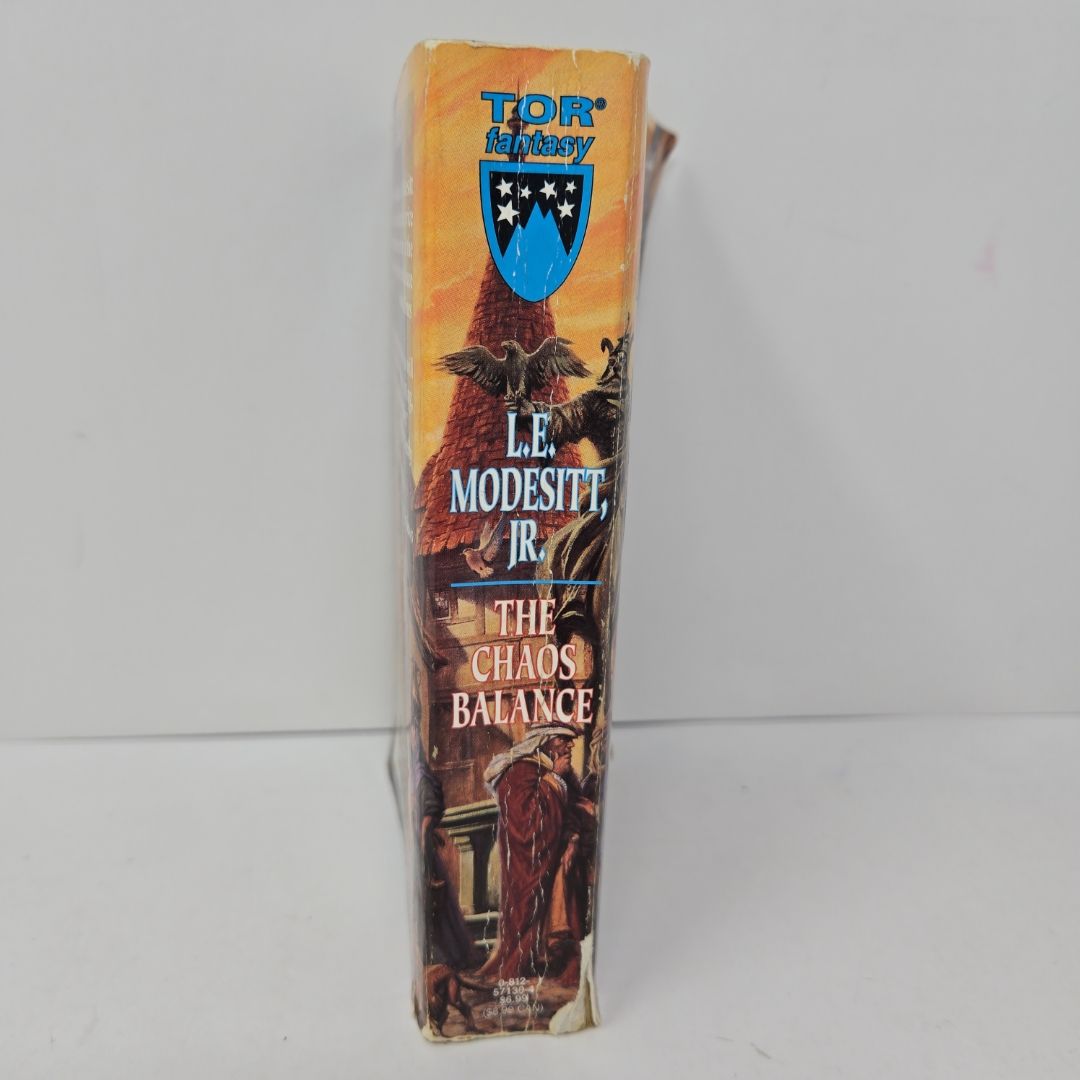 TOR®
fantasy
L.E.
MODESITT,
JR.
THE
CHAOS
BALANCE
0-812-
57130-4
$6.99
($8.99 CAN)